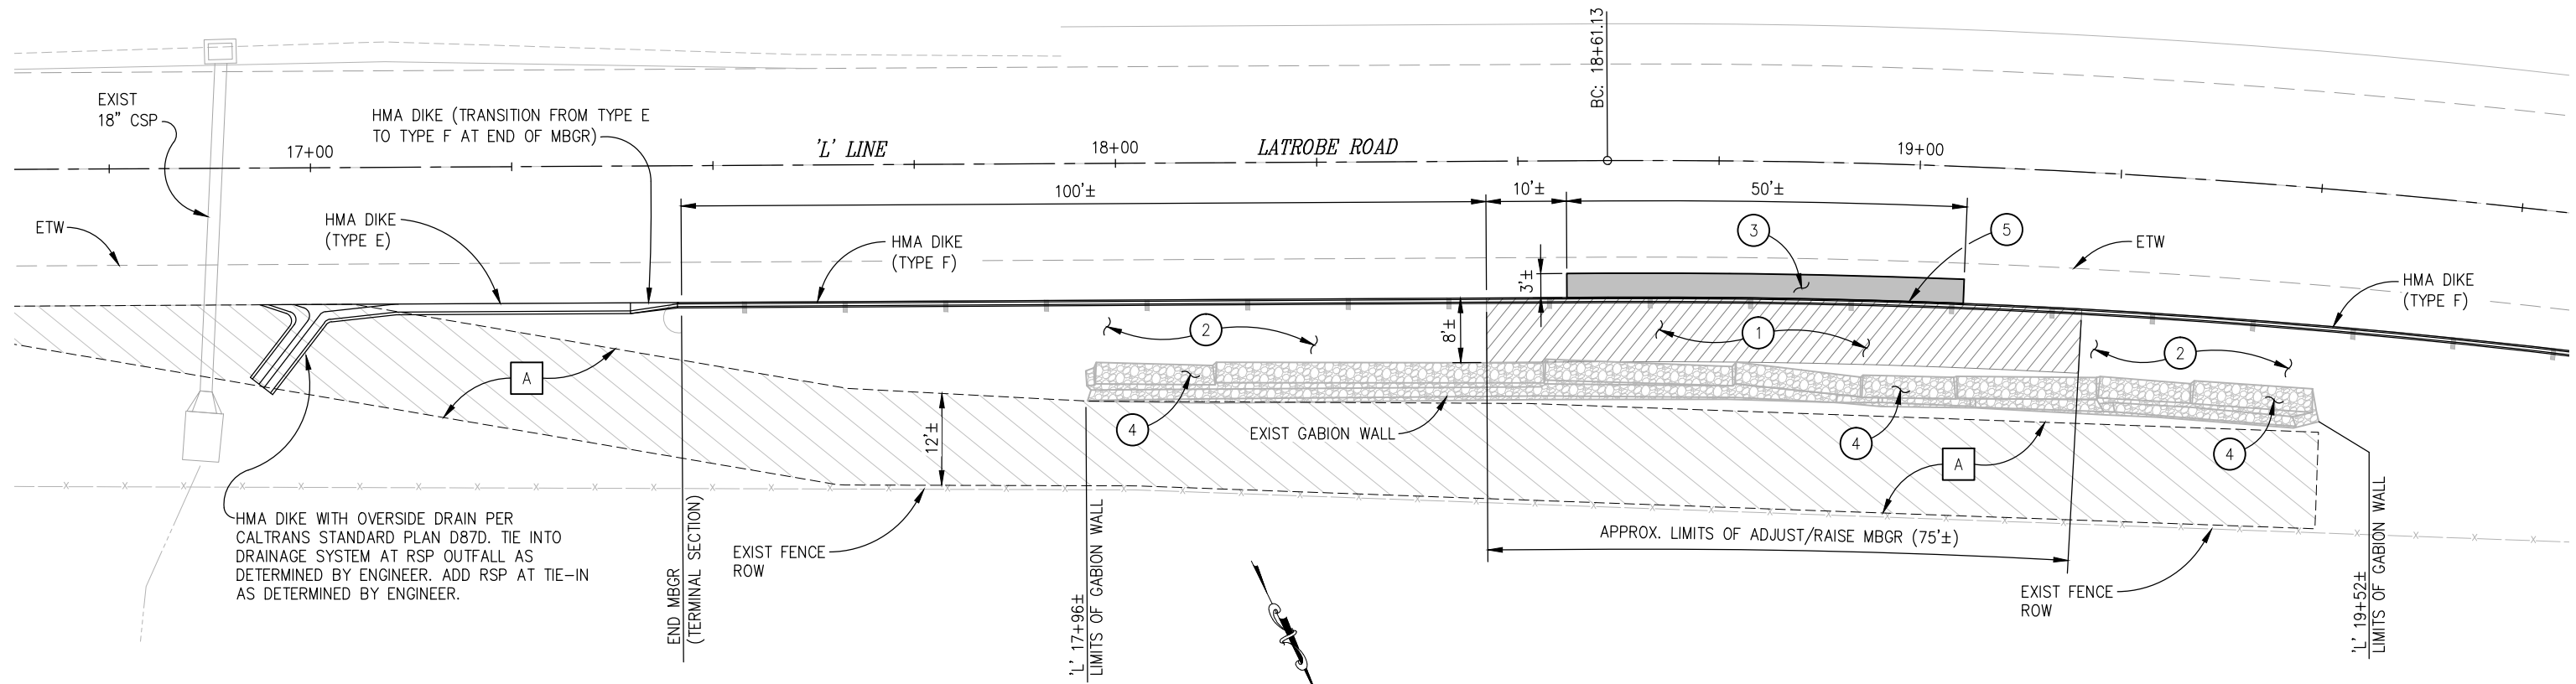 BC: 18+61.13
EXIST
18" CSP
HMA DIKE (TRANSITION FROM TYPE E
TO TYPE F AT END OF MBGR)
17+00
'L' LINE
18+00
LATROBE ROAD
19+00
100'±
10'±
50'±
ETW
HMA DIKE
(TYPE E)
HMA DIKE
(TYPE F)
3
5
ETW
3'±
HMA DIKE
(TYPE F)
8'±
2
1
2
A
4
EXIST GABION WALL
4
4
12'±
A
HMA DIKE WITH OVERSIDE DRAIN PER
CALTRANS STANDARD PLAN D87D. TIE INTO
DRAINAGE SYSTEM AT RSP OUTFALL AS
DETERMINED BY ENGINEER. ADD RSP AT TIE-IN
AS DETERMINED BY ENGINEER.
END MBGR
(TERMINAL SECTION)
EXIST FENCE
ROW
'L' 17+96±
LIMITS OF GABION WALL
APPROX. LIMITS OF ADJUST/RAISE MBGR (75'±)
EXIST FENCE
ROW
'L' 19+52±
LIMITS OF GABION WALL